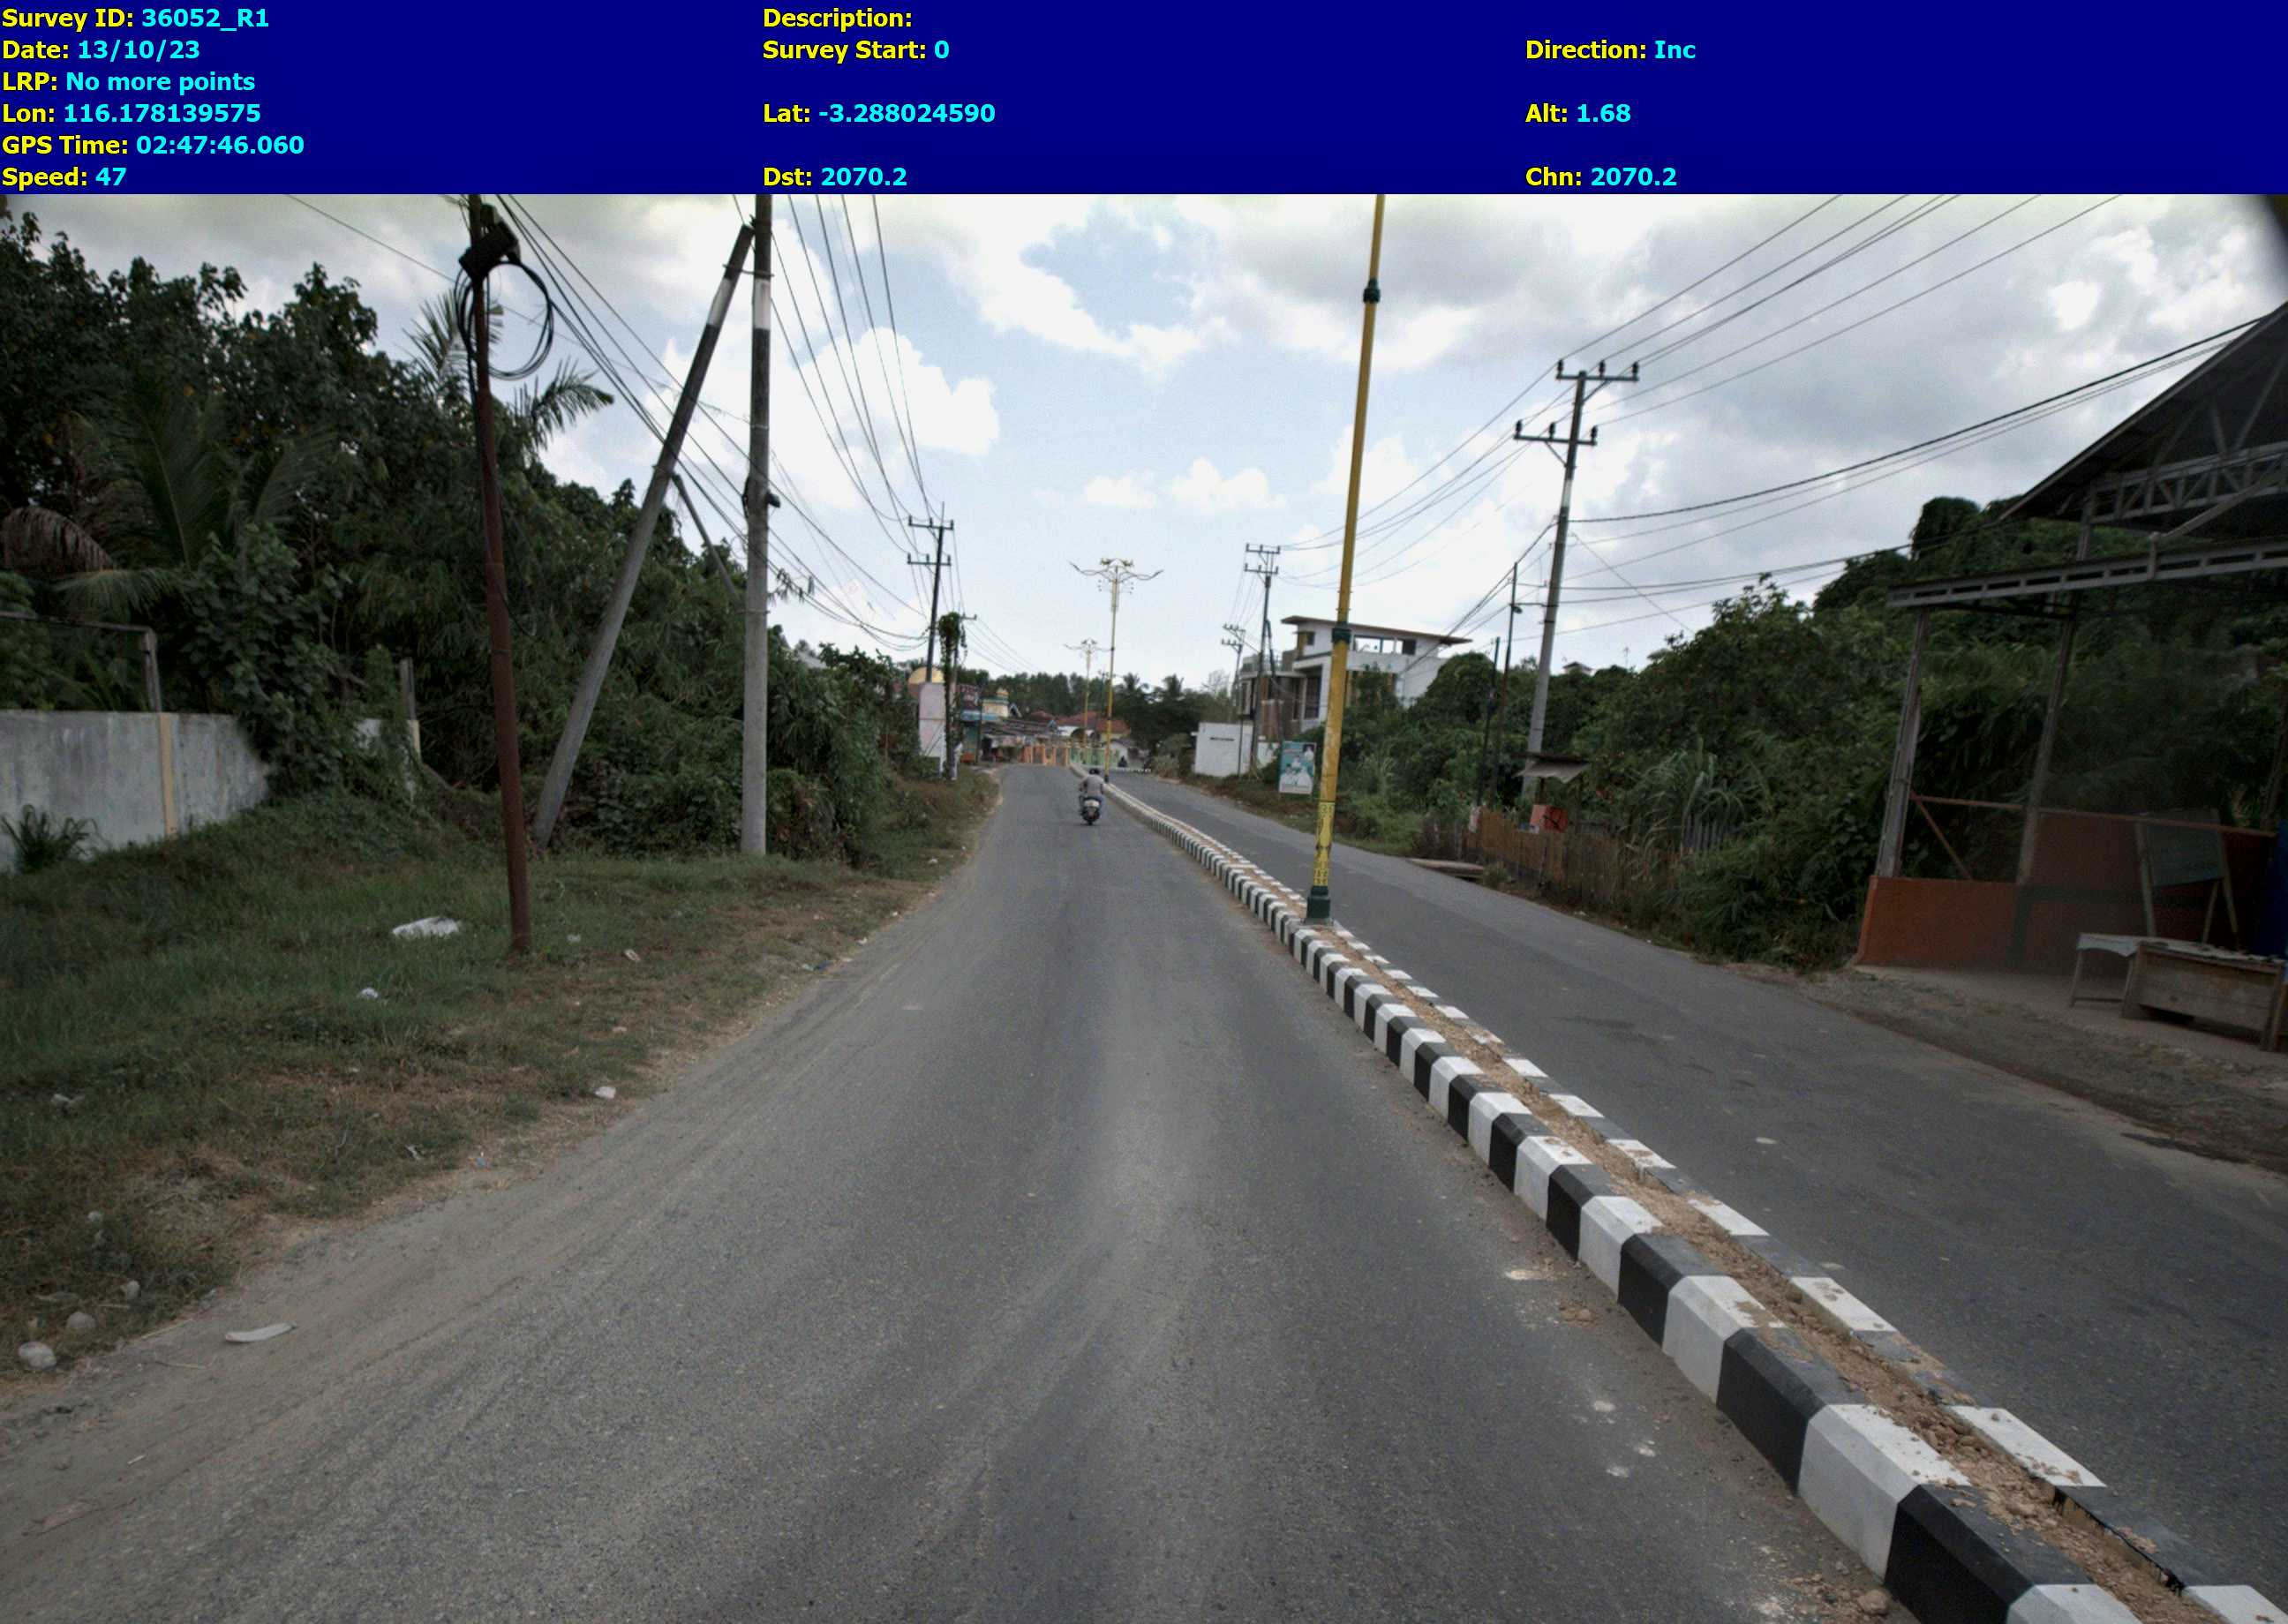 Survey ID: 36052_R1
Description:
Date: 13/10/23
Survey Start: 0
Direction: Inc
LRP: No more points
Lon: 116.178139575
Lat: -3.288024590
Alt: 1.68
GPS Time: 02:47:46.060
Speed: 47
Dst: 2070.2
Chn: 2070.2